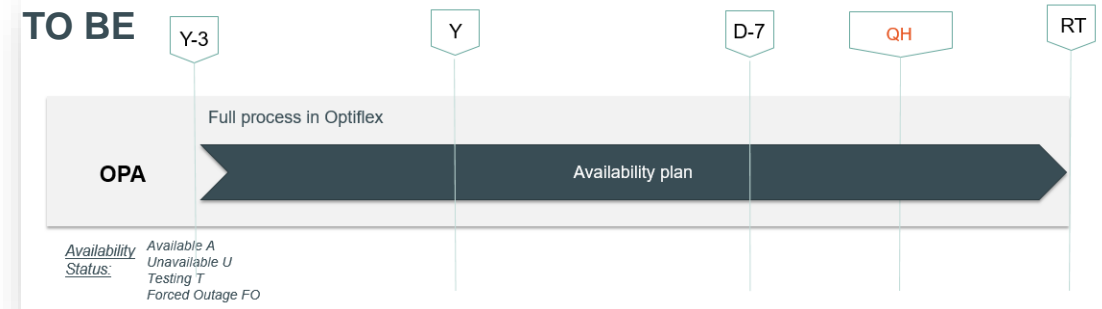 TO BE
Y-3
Y
D-7
QH
RT
Full process in Optiflex
OPA
Availability plan
Availability
Status:
Available A
Unavailable U
Testing T
Forced Outage FO